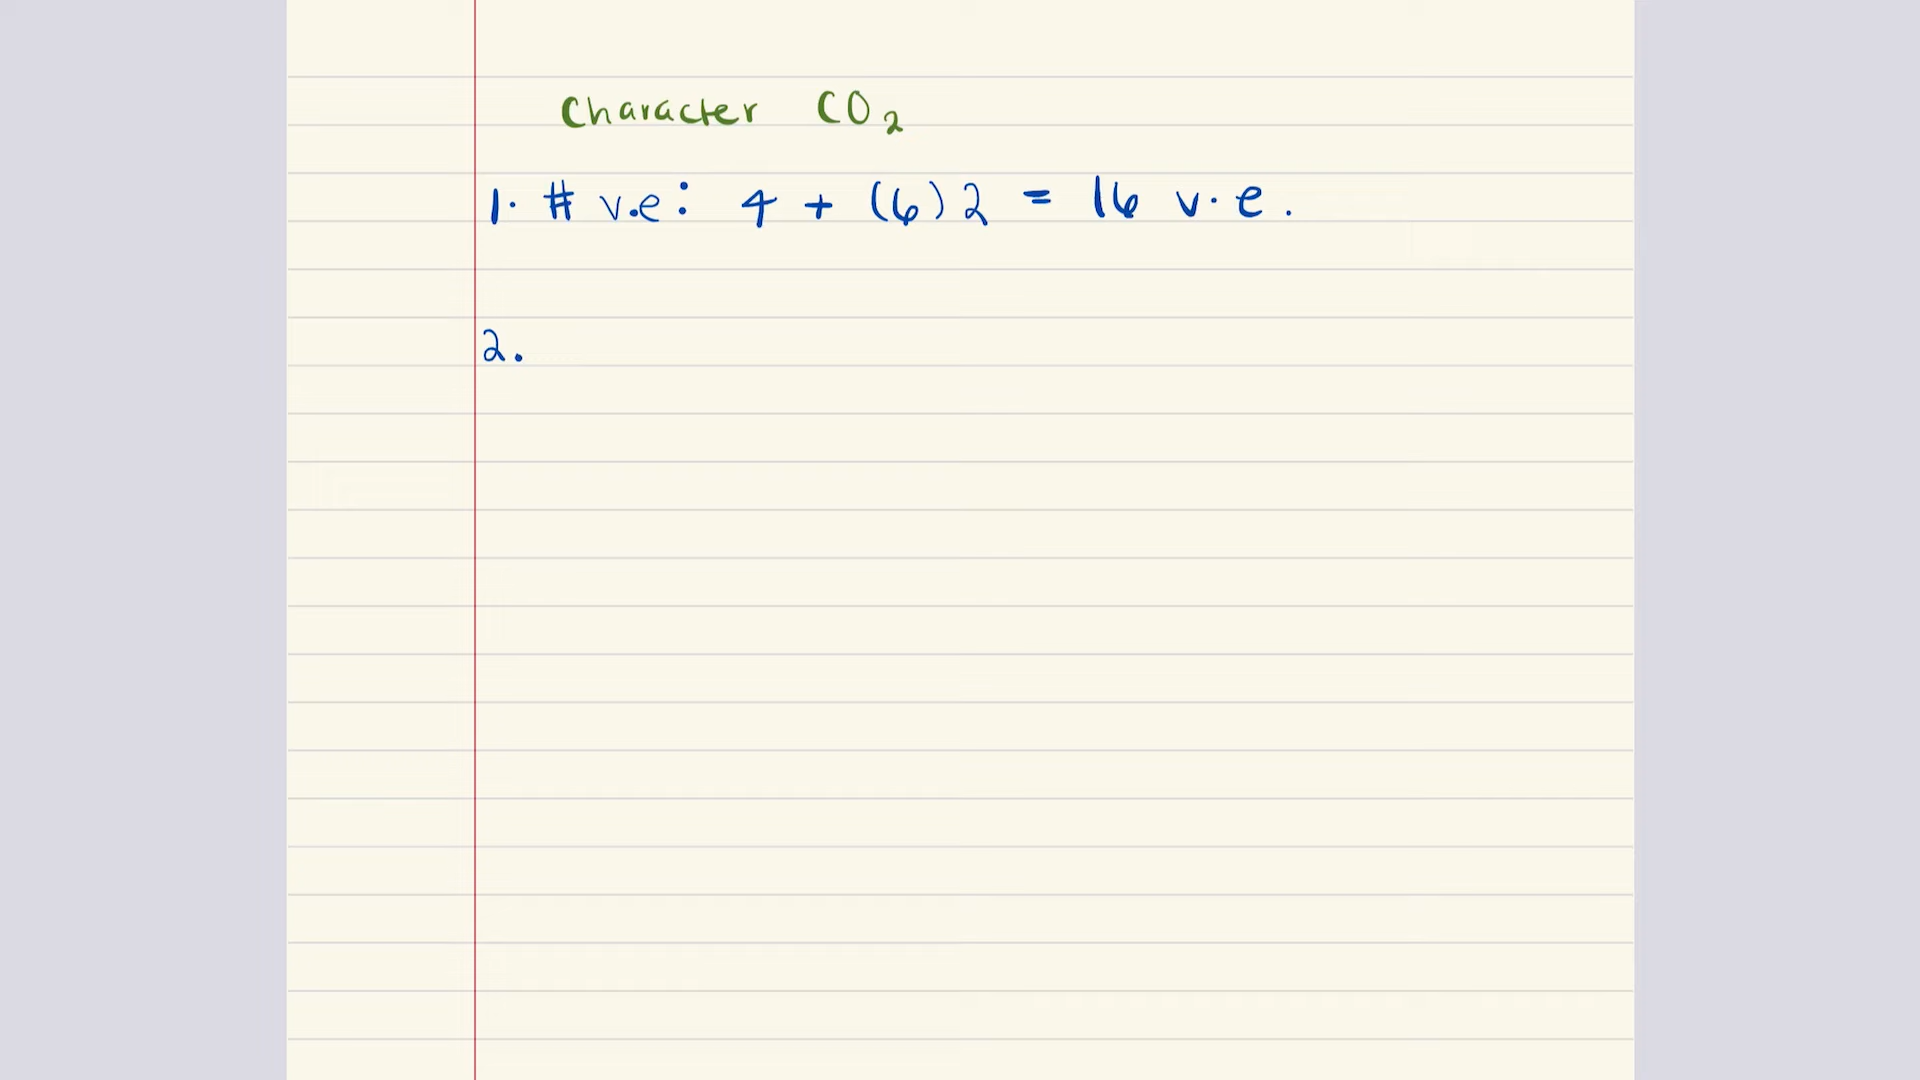 Character CO₂
1. # v.e: 4 + (6)2 = 16 v.e.
2.